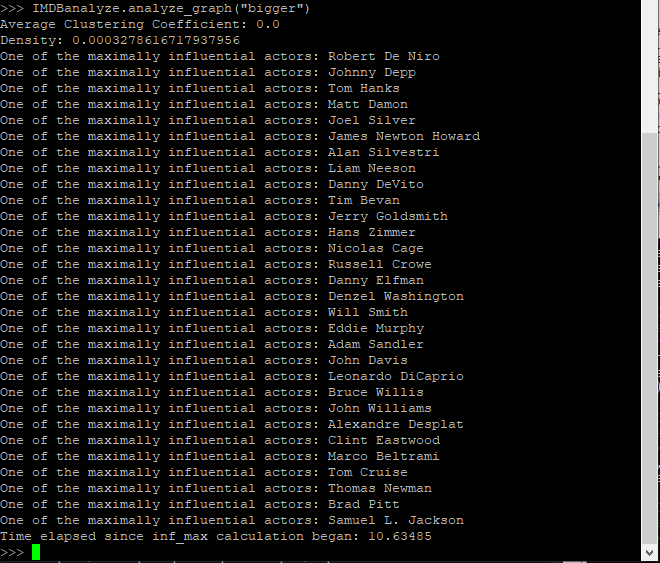 >>> IMDBanalyze.analyze_graph("bigger")
Average Clustering Coefficient: 0.0
Density: 0.0003278616717937956
One of the maximally influential actors: Robert De Niro
One of the maximally influential actors: Johnny Depp
One of the maximally influential actors: Tom Hanks
One of the maximally influential actors: Matt Damon
One of the maximally influential actors: Joel Silver
One of the maximally influential actors: James Newton Howard
One of the maximally influential actors: Alan Silvestri
One of the maximally influential actors: Liam Neeson
One of the maximally influential actors: Danny DeVito
One of the maximally influential actors: Tim Bevan
One of the maximally influential actors: Jerry Goldsmith
One of the maximally influential actors: Hans Zimmer
One of the maximally influential actors: Nicolas Cage
One of the maximally influential actors: Russell Crowe
One of the maximally influential actors: Danny Elfman
One of the maximally influential actors: Denzel Washington
One of the maximally influential actors: Will Smith
One of the maximally influential actors: Eddie Murphy
One of the maximally influential actors: Adam Sandler
One of the maximally influential actors: John Davis
One of the maximally influential actors: Leonardo DiCaprio
One of the maximally influential actors: Bruce Willis
One of the maximally influential actors: John Williams
One of the maximally influential actors: Alexandre Desplat
One of the maximally influential actors: Clint Eastwood
One of the maximally influential actors: Marco Beltrami
One of the maximally influential actors: Tom Cruise
One of the maximally influential actors: Thomas Newman
One of the maximally influential actors: Brad Pitt
One of the maximally influential actors: Samuel L. Jackson
Time elapsed since inf_max calculation began: 10.63485
>>>